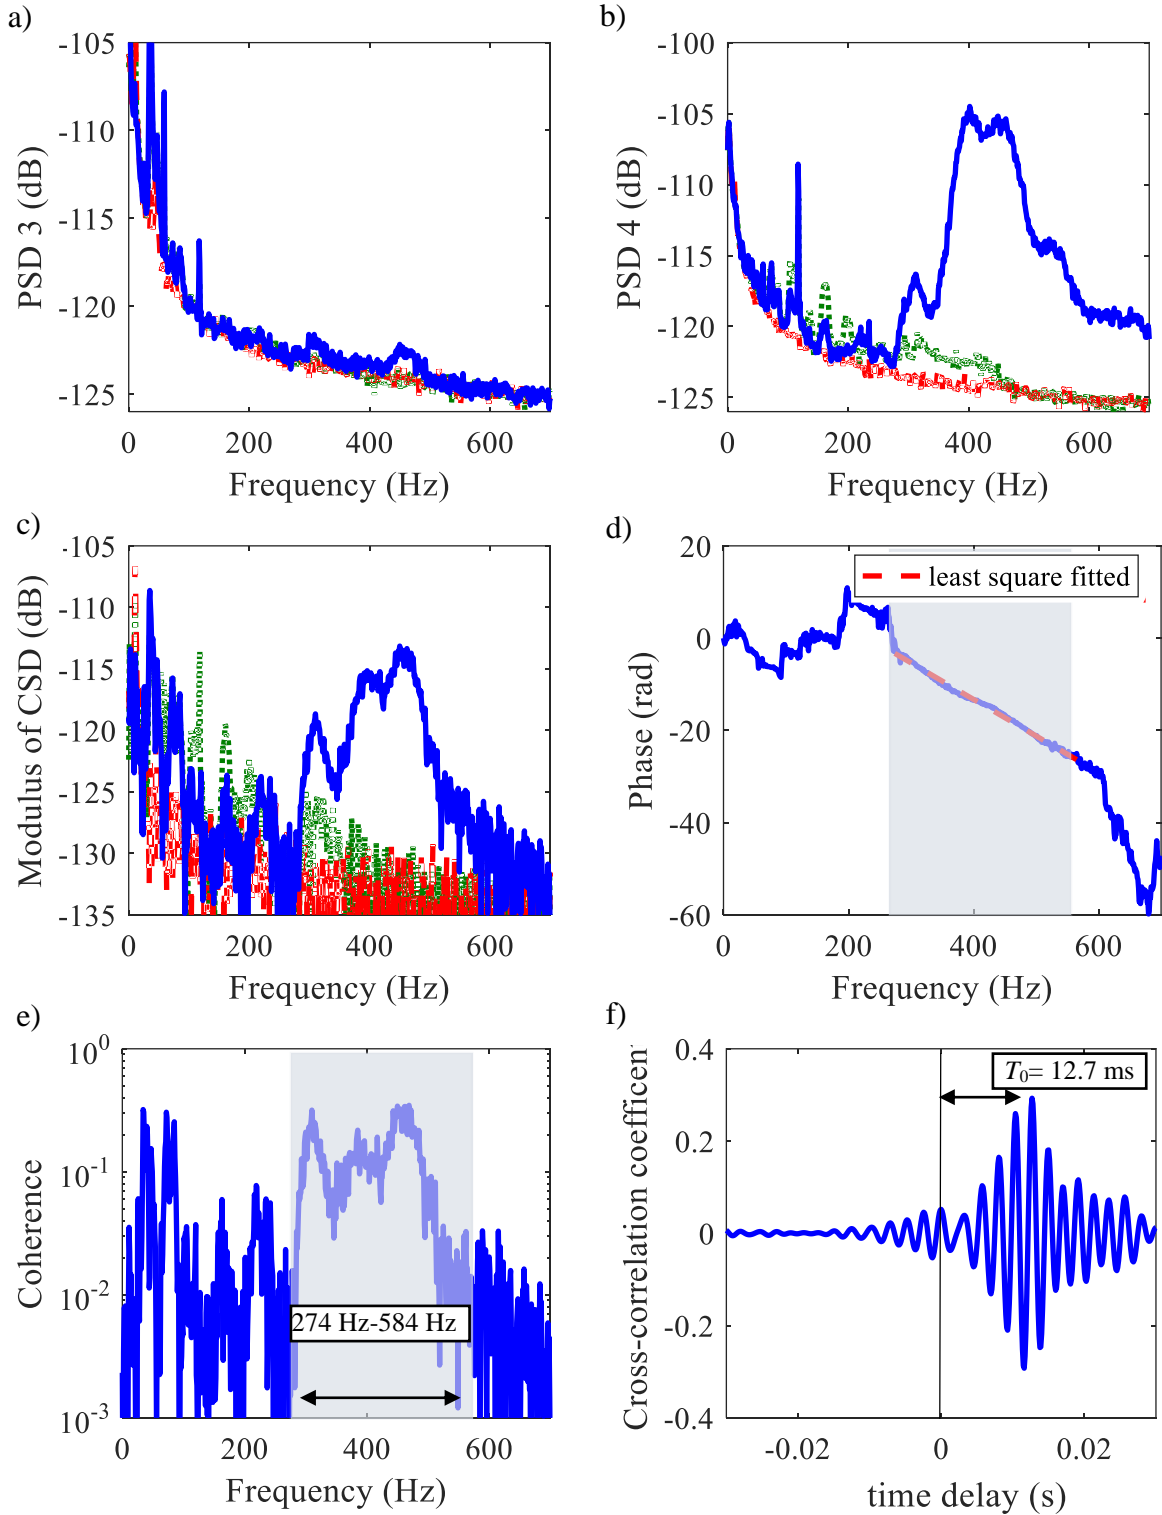 a)
-105
-110
-115
-120
-125
PSD 3 (dB)
0 200 400 600
Frequency (Hz)
b)
-100
-105
-110
-115
-120
-125
PSD 4 (dB)
0 200 400 600
Frequency (Hz)
c)
-105
-110
-115
-120
-125
-130
-135
Modulus of CSD (dB)
0 200 400 600
Frequency (Hz)
d)
20
0
-20
-40
-60
Phase (rad)
least square fitted
0 200 400 600
Frequency (Hz)
e)
10^0
10^-1
10^-2
10^-3
Coherence
274 Hz-584 Hz
0 200 400 600
Frequency (Hz)
f)
0.4
0.2
0
-0.2
-0.4
Cross-correlation coefficen
T0= 12.7 ms
-0.02 0 0.02
time delay (s)